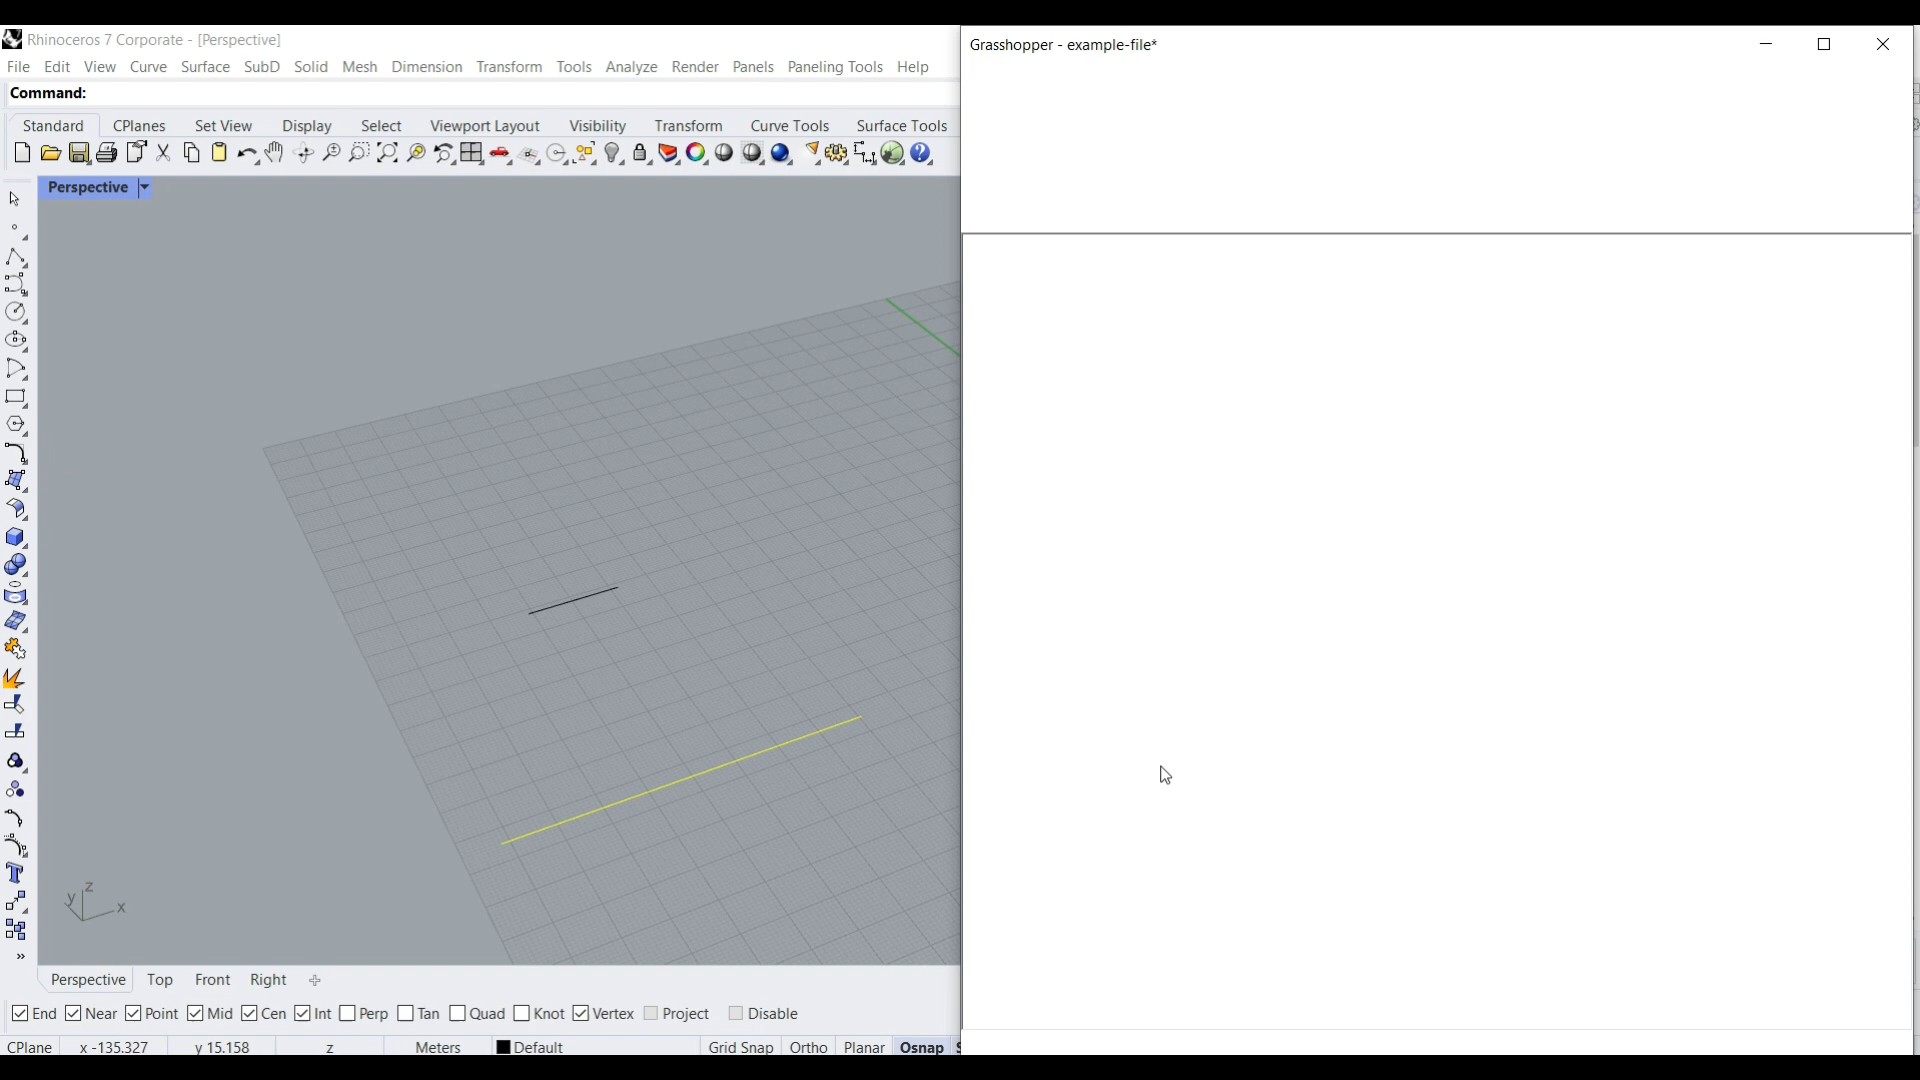 Rhinoceros 7 Corporate - [Perspective]
File Edit View Curve Surface SubD Solid Mesh Dimension Transform Tools Analyze Render Panels Paneling Tools Help
Command:
Standard CPlanes Set View Display Select Viewport Layout Visibility Transform Curve Tools Surface Tools
Perspective
z
y
x
Perspective Top Front Right
End Near Point Mid Cen Int Perp Tan Quad Knot Vertex Project Disable
CPlane x -135.327 y 15.158 z Meters Default Grid Snap Ortho Planar Osnap
Grasshopper - example-file*